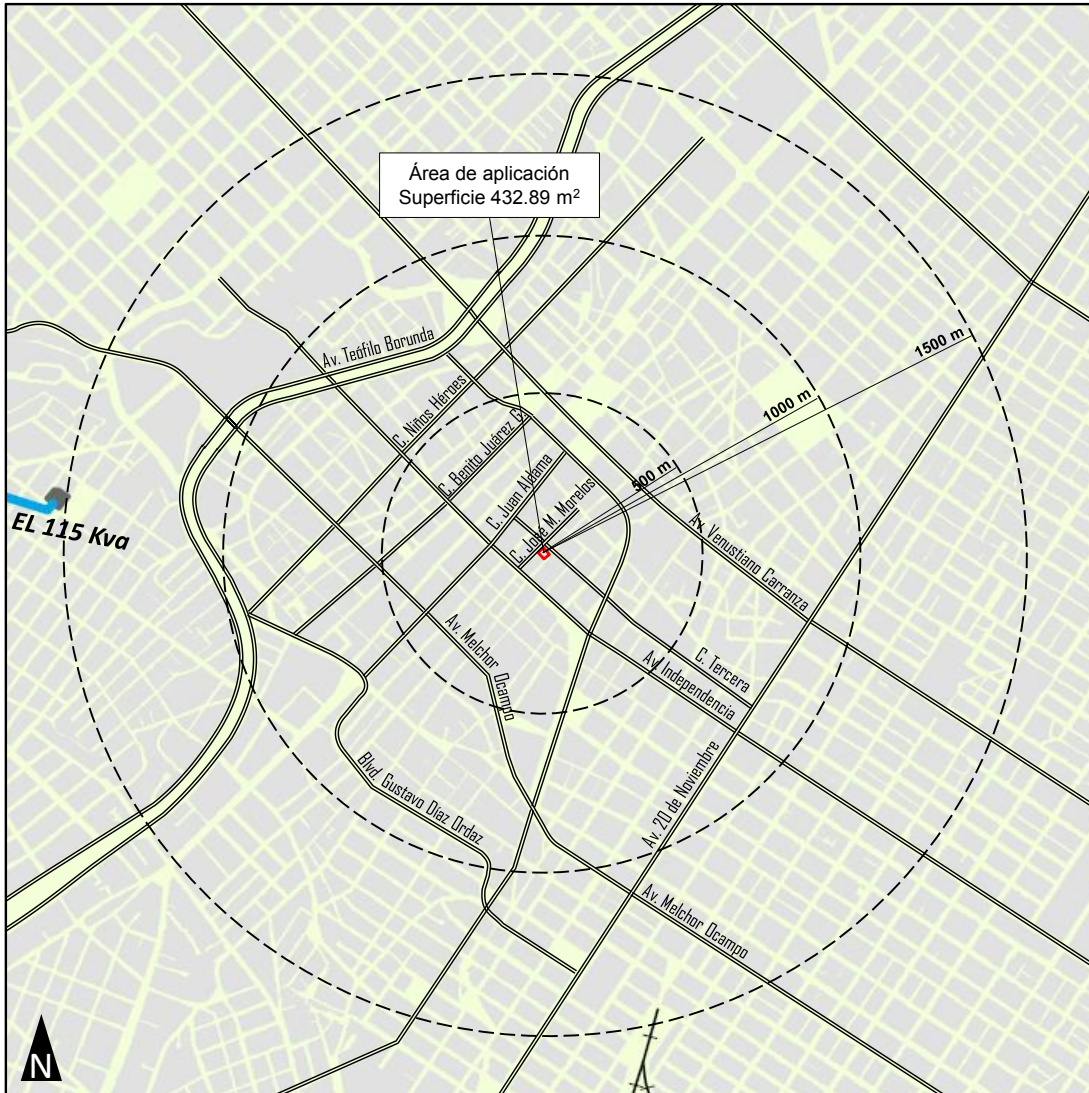 Área de aplicación
Superficie 432.89 m²
1500 m
1000 m
500 m
Av. Teófilo Borunda
C. Niños Héroes
C. Benito Juárez G.
C. Juan Aldama
C. José M. Morelos
EL 115 Kva
Av. Venustiano Carranza
Av. Melchor Ocampo
C. Tercera
Av. Independencia
Blvd. Gustavo Díaz Ordaz
Av. 20 de Noviembre
Av. Melchor Ocampo
N